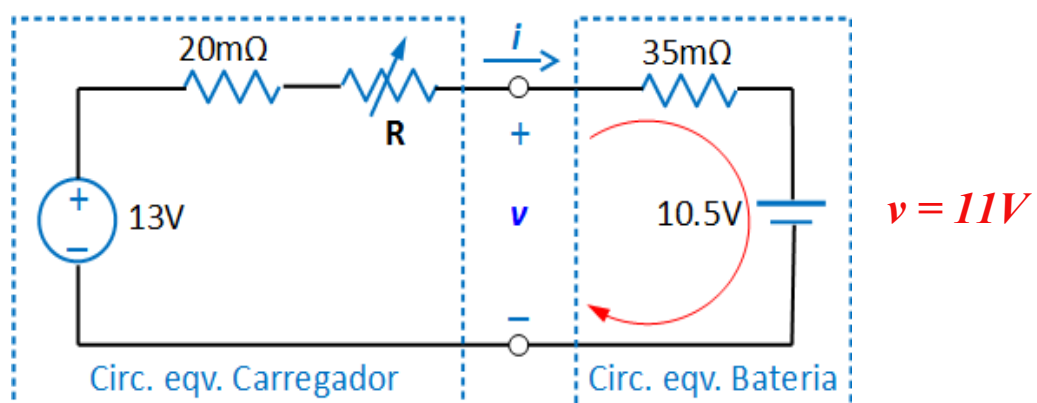 20mΩ
i
35mΩ
R
+
+
13V
v
10.5V
v = 11V
−
−
Circ. eqv. Carregador
Circ. eqv. Bateria